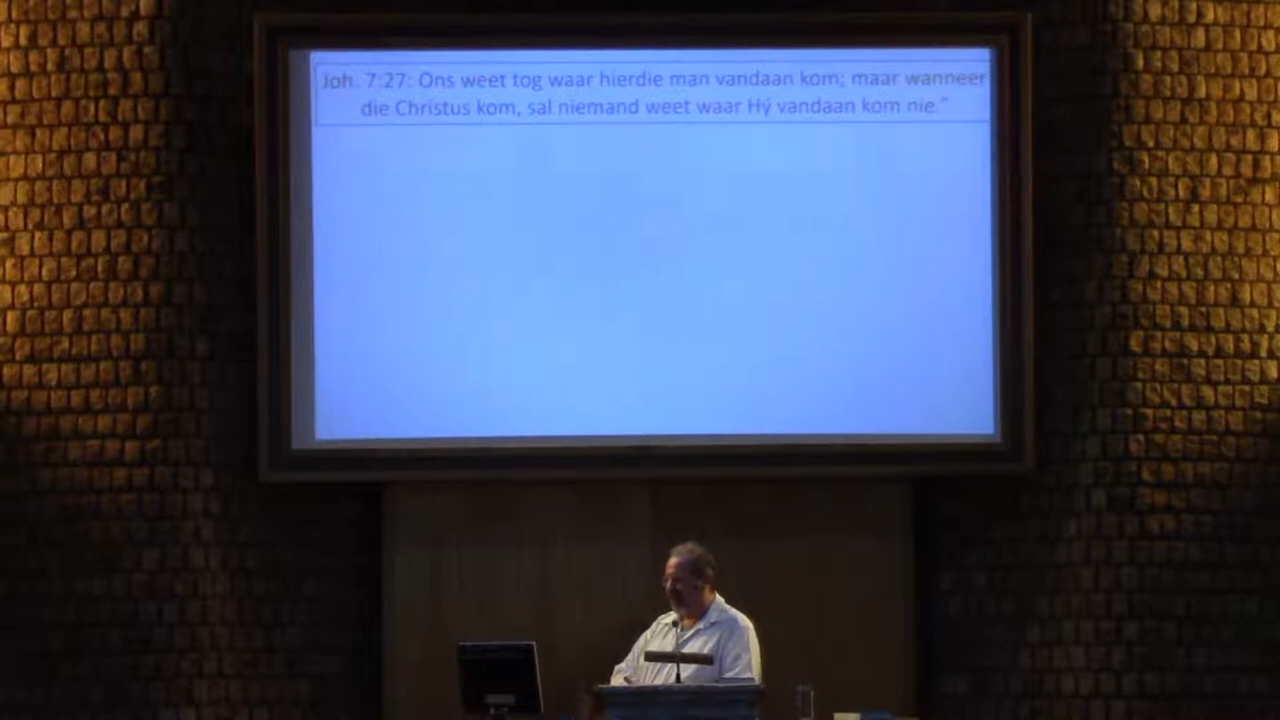 Joh. 7:27: Ons weet tog waar hierdie man vandaan kom; maar wanneer
die Christus kom, sal niemand weet waar Hý vandaan kom nie."